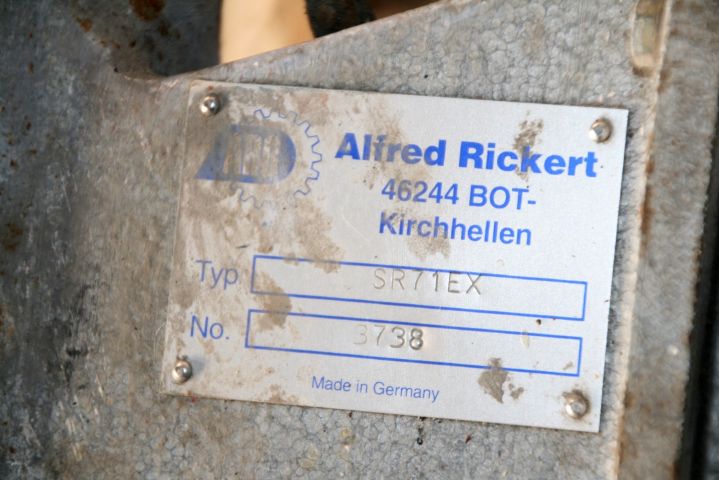 Alfred Rickert
46244 BOT-
Kirchhellen
Typ SR71EX
No. 3738
Made in Germany